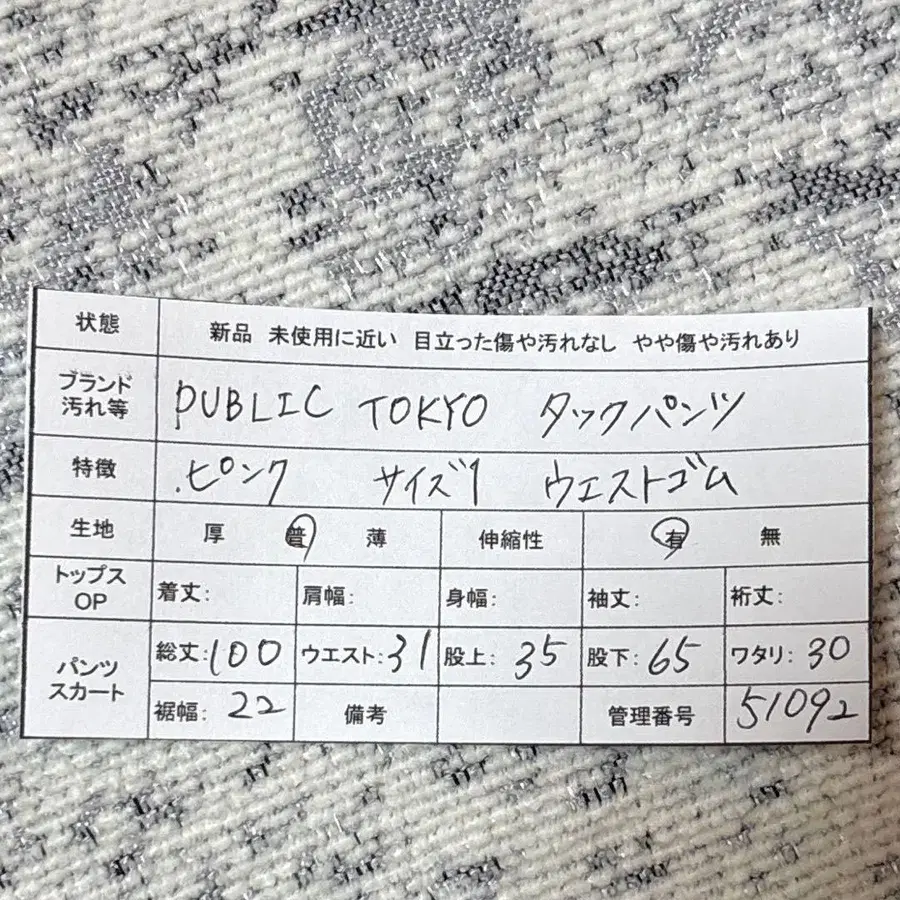 状態 新品 未使用に近い 目立った傷や汚れなし やや傷や汚れあり
ブランド
汚れ等 PUBLIC TOKYO タックパンツ
特徴 ピンク サイズ1 ウエストゴム
生地 厚 普 薄 伸縮性 有 無
トップス
OP 着丈: 肩幅: 身幅: 袖丈: 裄丈:
パンツ
スカート 総丈:100 ウエスト:31 股上:35 股下:65 ワタリ:30
裾幅:22 備考 管理番号 51092